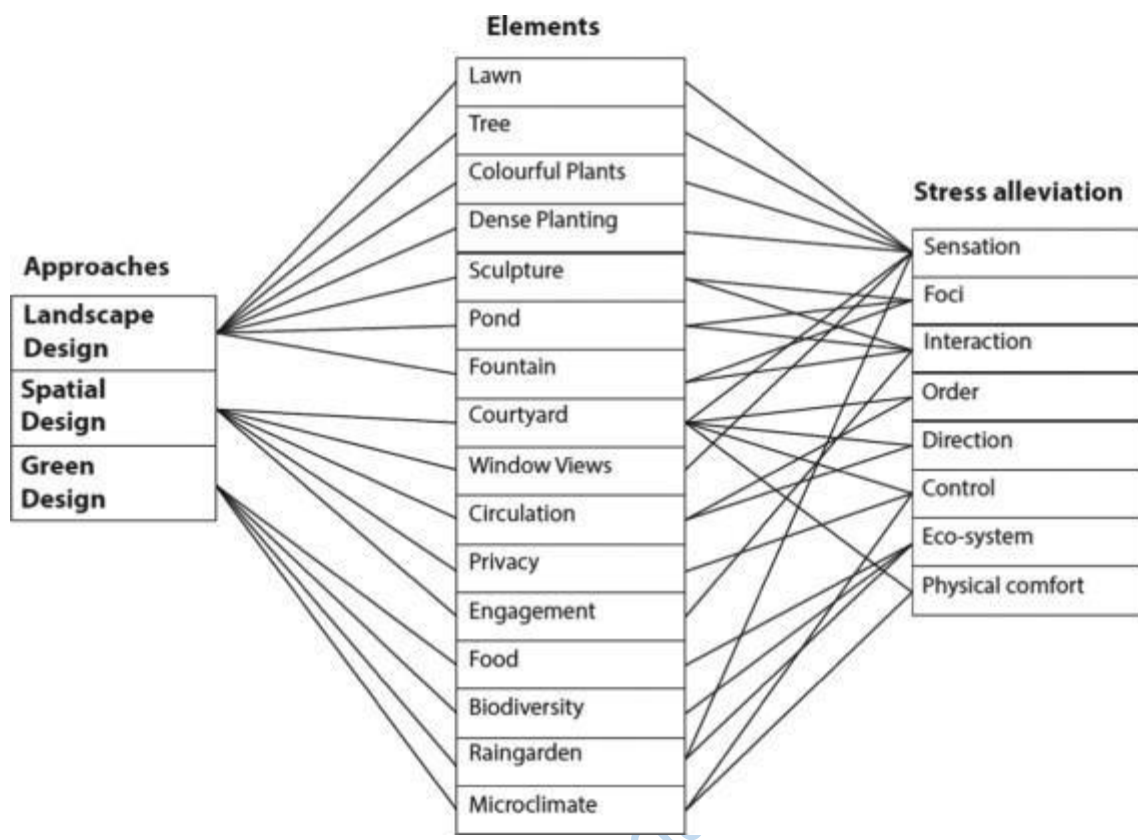 Elements
Lawn
Tree
Colourful Plants
Dense Planting
Sculpture
Pond
Fountain
Courtyard
Window Views
Circulation
Privacy
Engagement
Food
Biodiversity
Raingarden
Microclimate
Approaches
Landscape
Design
Spatial
Design
Green
Design
Stress alleviation
Sensation
Foci
Interaction
Order
Direction
Control
Eco-system
Physical comfort